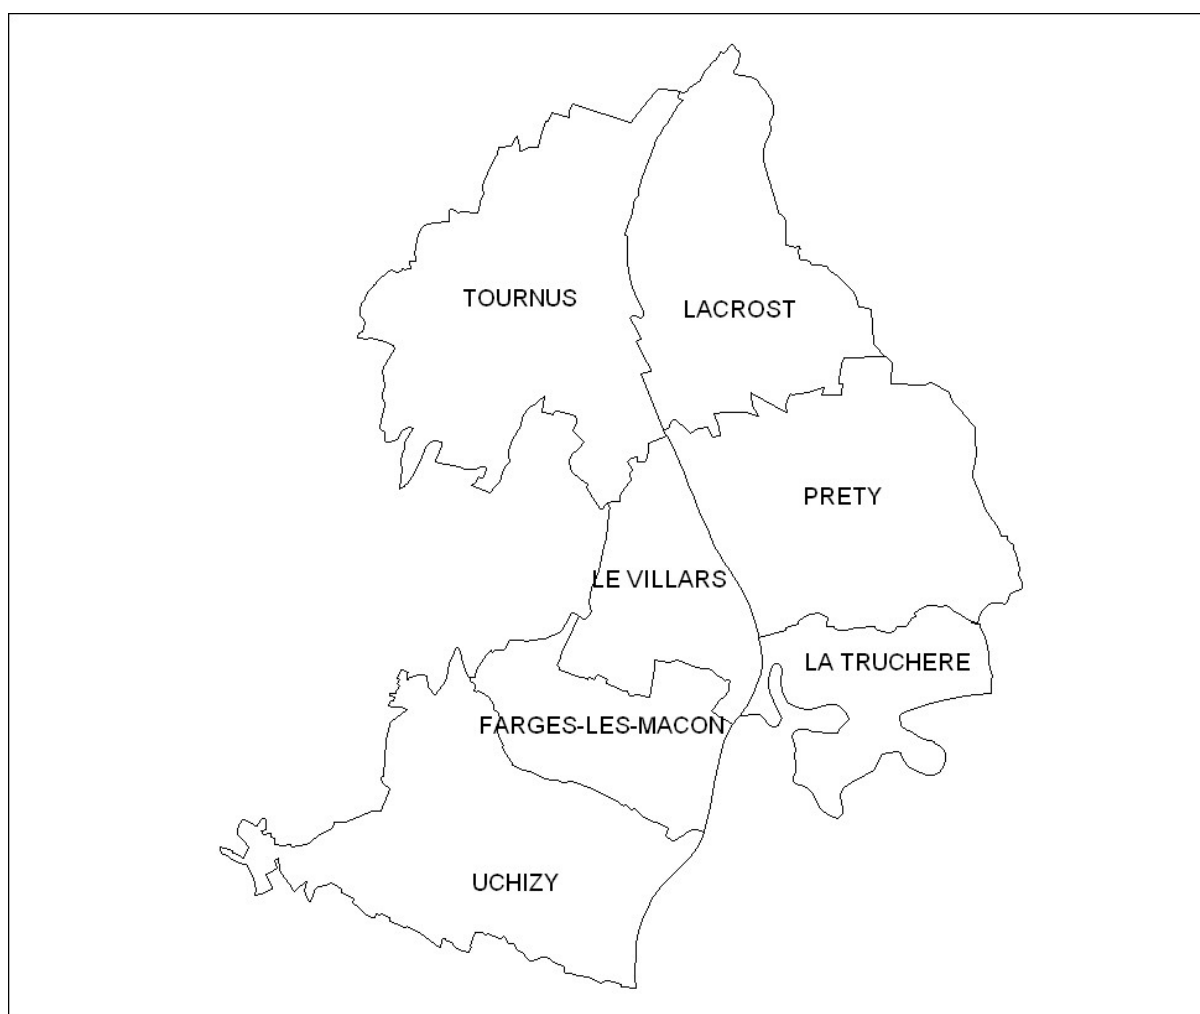 TOURNUS
LACROST
PRETY
LE VILLARS
LA TRUCHERE
FARGES-LES-MACON
UCHIZY